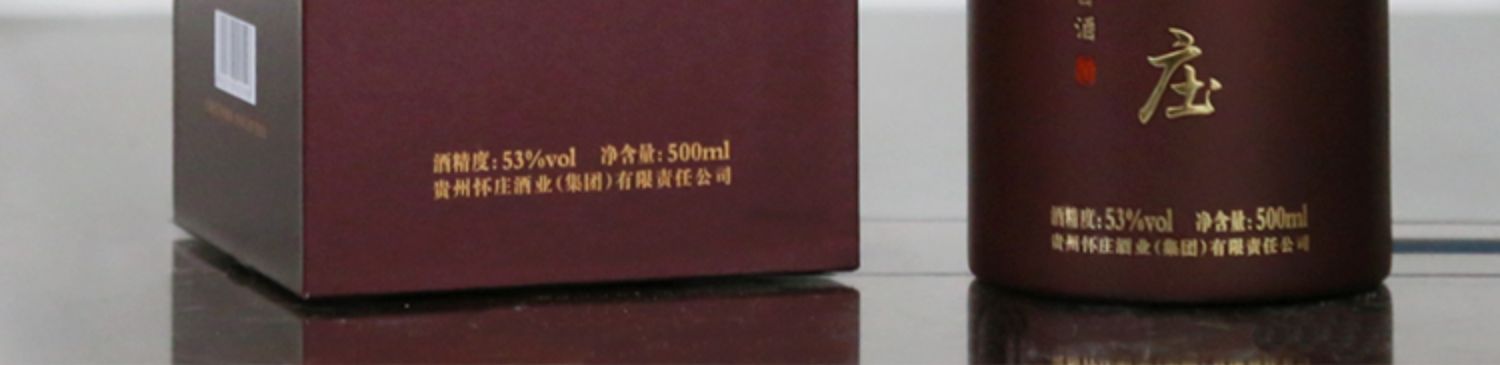 酒精度:53%vol 净含量:500ml
贵州怀庄酒业(集团)有限责任公司
酒
庄
酒精度:53%vol 净含量:500ml
贵州怀庄酒业(集团)有限责任公司